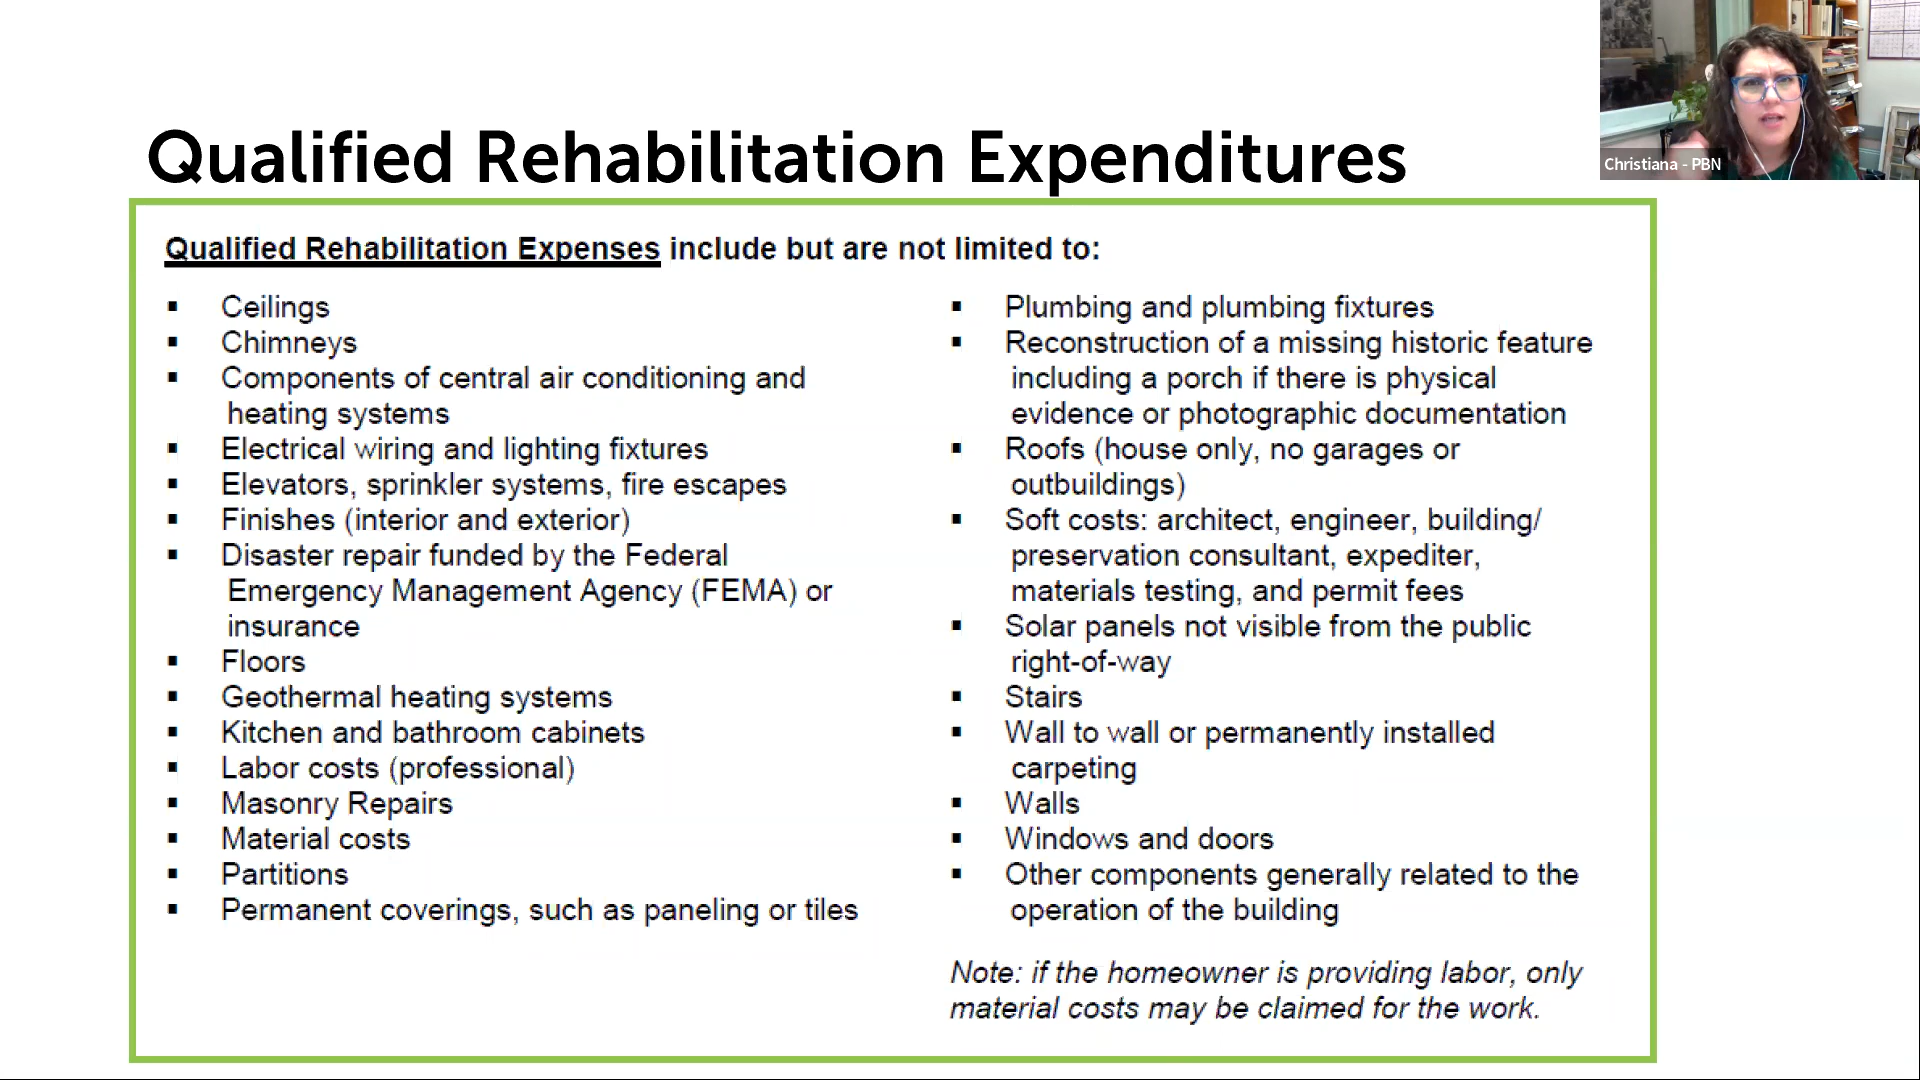 Qualified Rehabilitation Expenditures
Christiana - PBN
Qualified Rehabilitation Expenses include but are not limited to:
▪ Ceilings
▪ Chimneys
▪ Components of central air conditioning and
heating systems
▪ Electrical wiring and lighting fixtures
▪ Elevators, sprinkler systems, fire escapes
▪ Finishes (interior and exterior)
▪ Disaster repair funded by the Federal
Emergency Management Agency (FEMA) or
insurance
▪ Floors
▪ Geothermal heating systems
▪ Kitchen and bathroom cabinets
▪ Labor costs (professional)
▪ Masonry Repairs
▪ Material costs
▪ Partitions
▪ Permanent coverings, such as paneling or tiles
▪ Plumbing and plumbing fixtures
▪ Reconstruction of a missing historic feature
including a porch if there is physical
evidence or photographic documentation
▪ Roofs (house only, no garages or
outbuildings)
▪ Soft costs: architect, engineer, building/
preservation consultant, expediter,
materials testing, and permit fees
▪ Solar panels not visible from the public
right-of-way
▪ Stairs
▪ Wall to wall or permanently installed
carpeting
▪ Walls
▪ Windows and doors
▪ Other components generally related to the
operation of the building
Note: if the homeowner is providing labor, only
material costs may be claimed for the work.